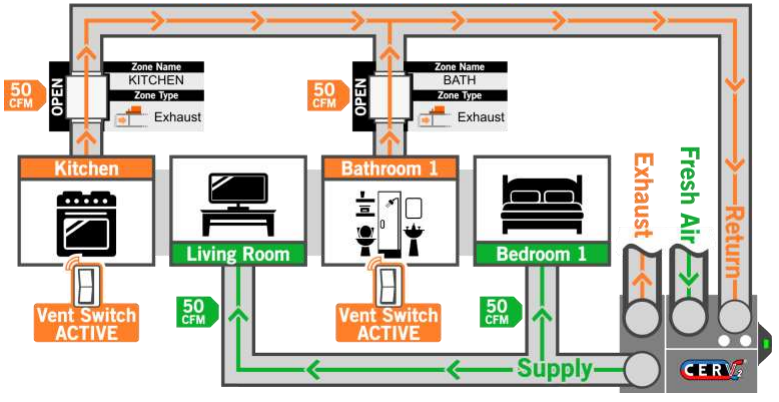 50
CFM
OPEN
Zone Name
KITCHEN
Zone Type
Exhaust
50
CFM
OPEN
Zone Name
BATH
Zone Type
Exhaust
Kitchen
Living Room
Bathroom 1
Bedroom 1
Exhaust
Fresh Air
Return
Vent Switch
ACTIVE
50
CFM
Vent Switch
ACTIVE
50
CFM
Supply
CERV2